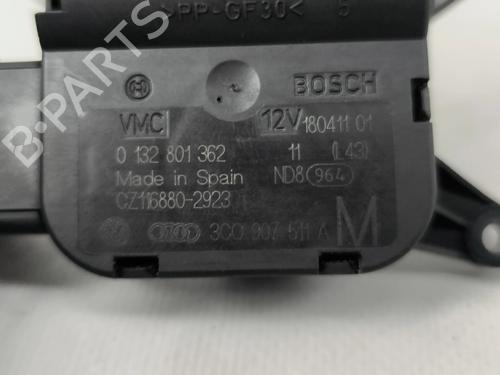 >PP-GF30< 5
BOSCH
VMC 12V 180411 01
0 132 801 362 11 (L43)
Made in Spain ND8 964
CZ116880-2923
3C0 907 511 A M
B-PARTS